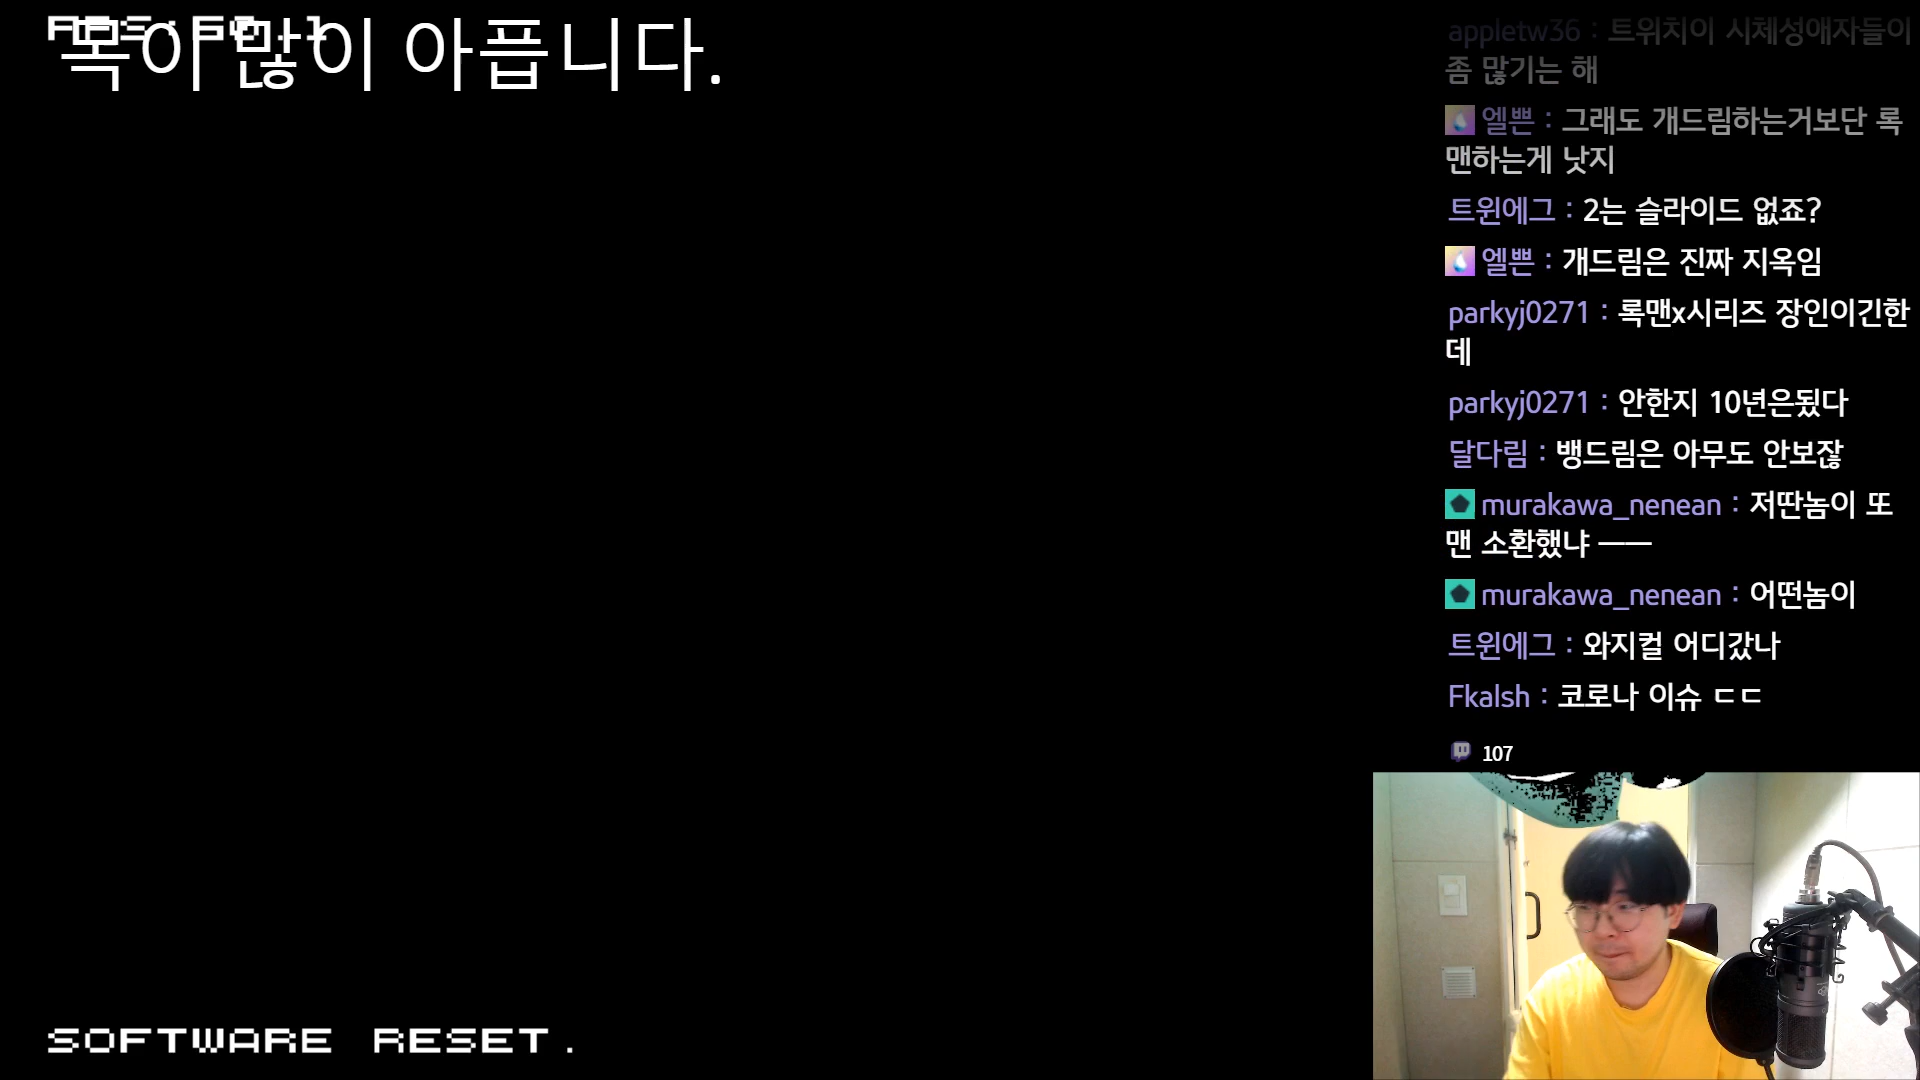 목이 많이 아픕니다.
appletw36 : 트위치이 시체성애자들이
좀 많기는 해
엘쁜 : 그래도 개드림하는거보단 록
맨하는게 낫지
트윈에그 : 2는 슬라이드 없죠?
엘쁜 : 개드림은 진짜 지옥임
parkyj0271 : 록맨x시리즈 장인이긴한
데
parkyj0271 : 안한지 10년은됬다
달다림 : 뱅드림은 아무도 안보잖
murakawa_nenean : 저딴놈이 또
맨 소환했냐 ㅡㅡ
murakawa_nenean : 어떤놈이
트윈에그 : 와지컬 어디갔나
Fkalsh : 코로나 이슈 ㄷㄷ
107
SOFTWARE RESET.